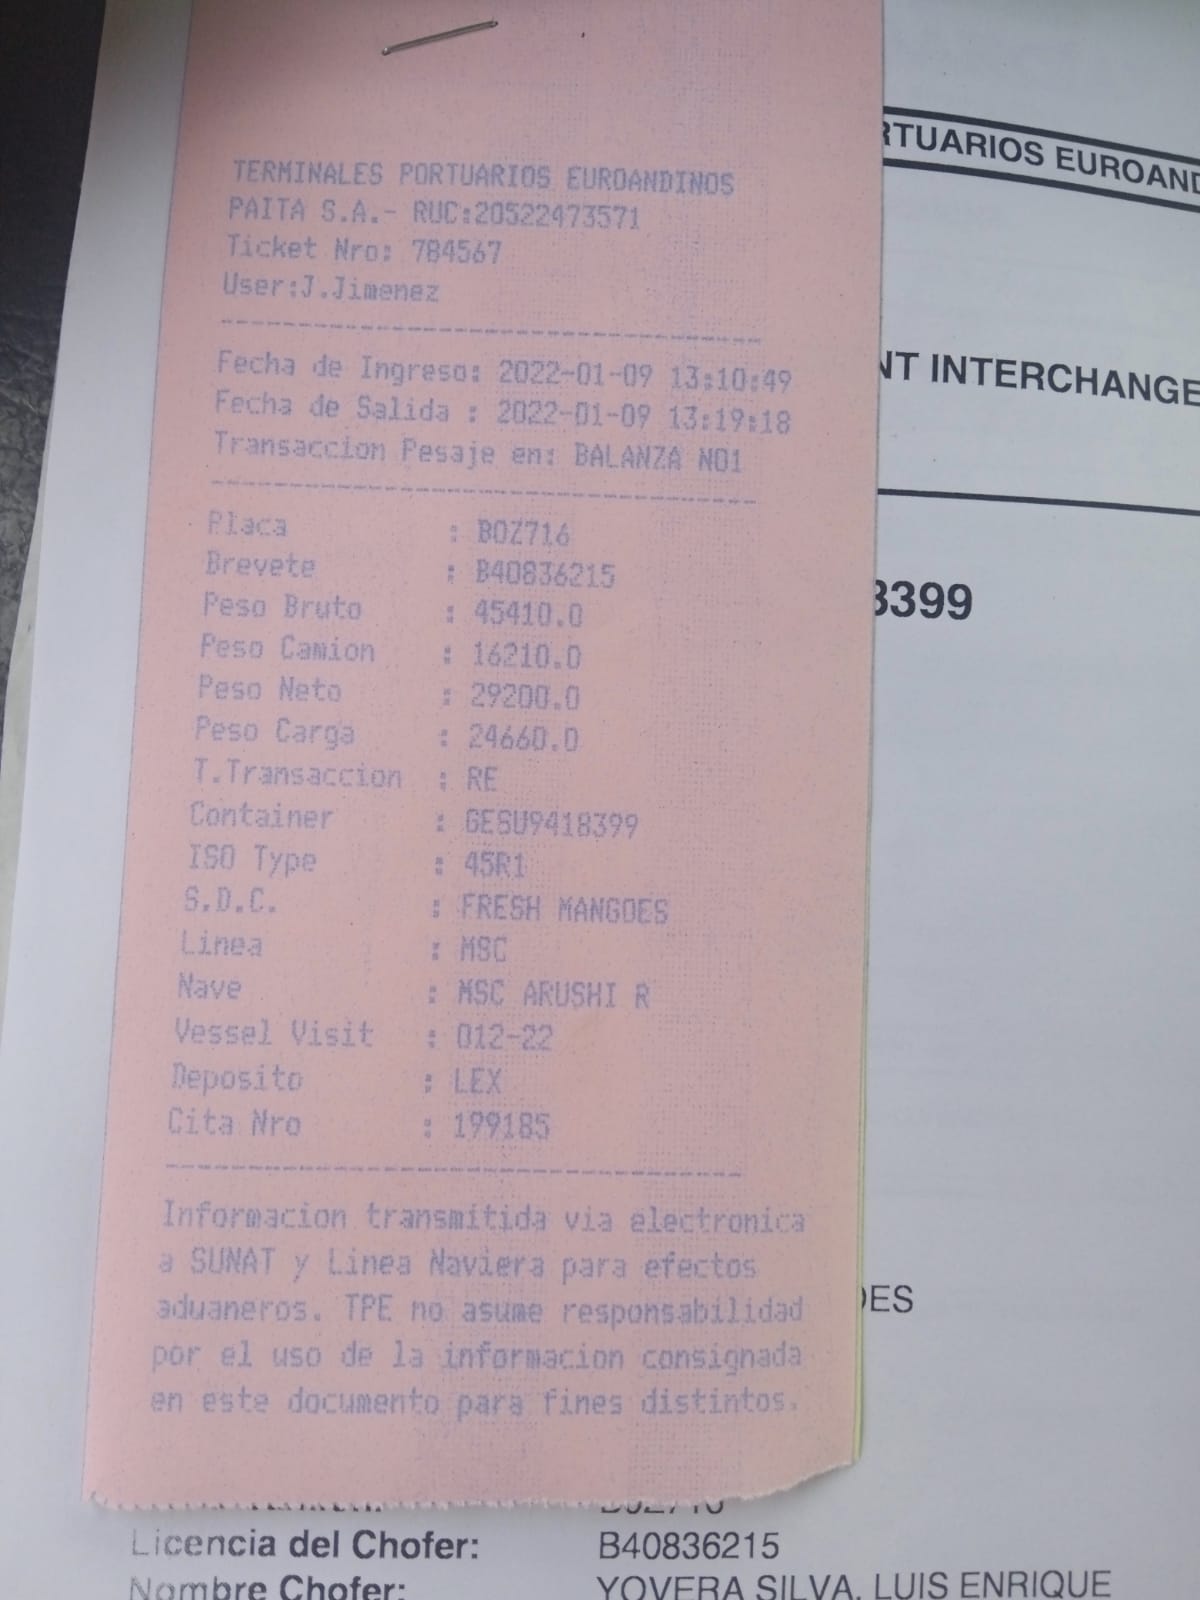 TERMINALES PORTUARIOS EUROANDINOS
PAITA S.A.- RUC:20522473571
Ticket Nro: 784567
User:J.Jimenez
Fecha de Ingreso: 2022-01-09 13:10:49
Fecha de Salida : 2022-01-09 13:19:18
Transaccion Pesaje en: BALANZA N01
Placa : B0Z716
Brevete : B40836215
Peso Bruto : 45410.0
Peso Camion : 16210.0
Peso Neto : 29200.0
Peso Carga : 24660.0
T.Transaccion : RE
Container : GESU9418399
ISO Type : 45R1
S.D.C. : FRESH MANGOES
Linea : MSC
Nave : MSC ARUSHI R
Vessel Visit : 012-22
Deposito : LEX
Cita Nro : 199185
Informacion transmitida via electronica
a SUNAT y Linea Naviera para efectos
aduaneros. TPE no asume responsabilidad
por el uso de la informacion consignada
en este documento para fines distintos.
RTUARIOS EUROAND
NT INTERCHANGE
3399
DES
Licencia del Chofer: B40836215
Nombre Chofer: YOVERA SILVA, LUIS ENRIQUE